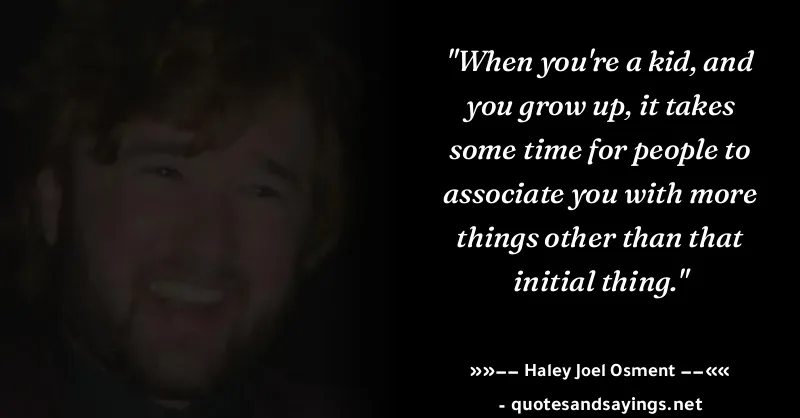 "When you're a kid, and
you grow up, it takes
some time for people to
associate you with more
things other than that
initial thing."
»»−− Haley Joel Osment −−««
- quotesandsayings.net